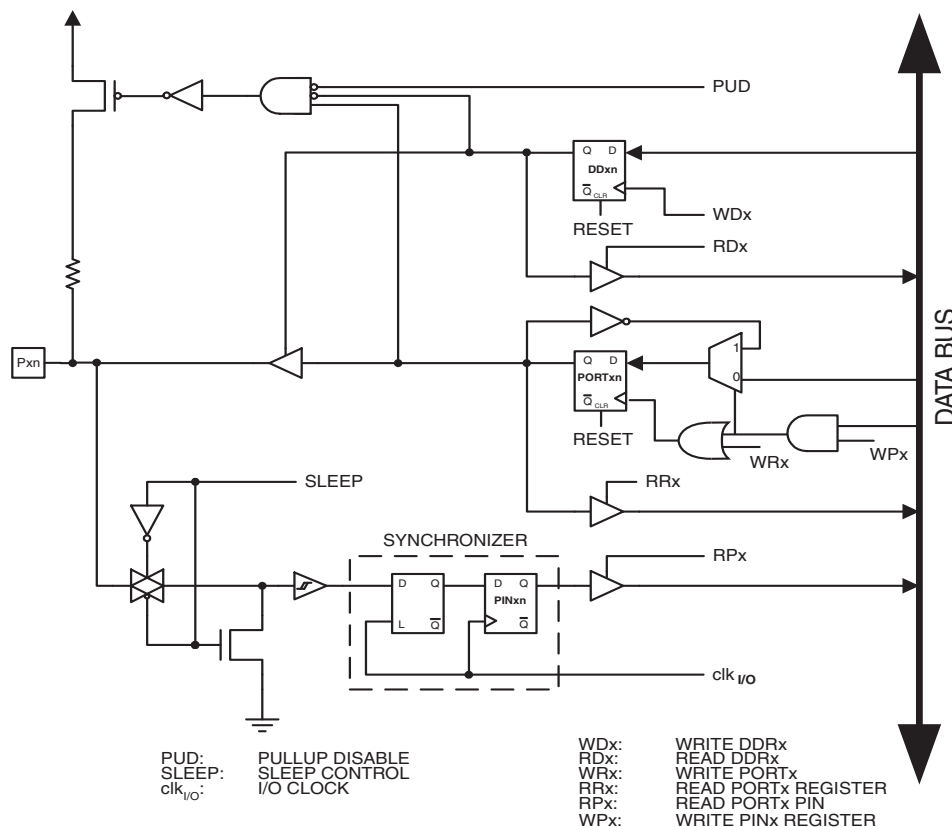 PUD
Q D
DDxn
Q CLR
WDx
RESET
RDx
Pxn
1
Q D
PORTxn
0
Q CLR
RESET
WRx
WPx
DATA BUS
SLEEP
RRx
SYNCHRONIZER
RPx
D Q
D Q
PINxn
L Q
Q
clk I/O
PUD: PULLUP DISABLE
SLEEP: SLEEP CONTROL
clk I/O: I/O CLOCK
WDx: WRITE DDRx
RDx: READ DDRx
WRx: WRITE PORTx
RRx: READ PORTx REGISTER
RPx: READ PORTx PIN
WPx: WRITE PINx REGISTER